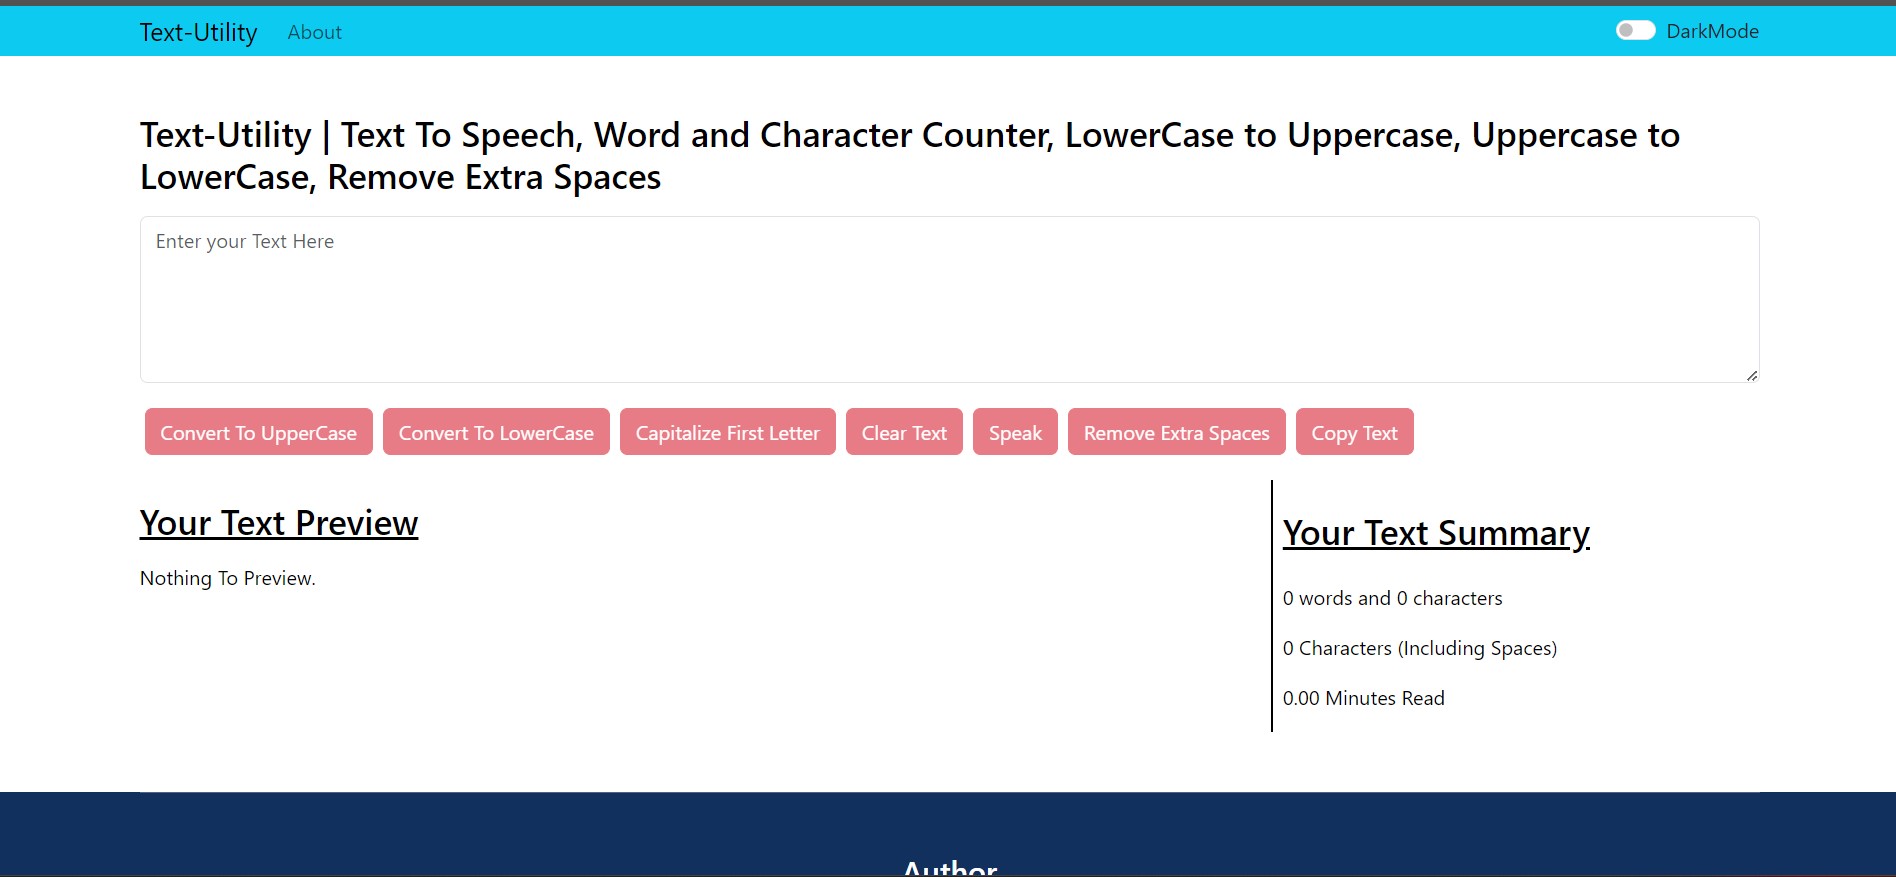 Text-Utility About DarkMode
Text-Utility | Text To Speech, Word and Character Counter, LowerCase to Uppercase, Uppercase to
LowerCase, Remove Extra Spaces
Enter your Text Here
Convert To UpperCase Convert To LowerCase Capitalize First Letter Clear Text Speak Remove Extra Spaces Copy Text
Your Text Preview
Nothing To Preview.
Your Text Summary
0 words and 0 characters
0 Characters (Including Spaces)
0.00 Minutes Read
Author